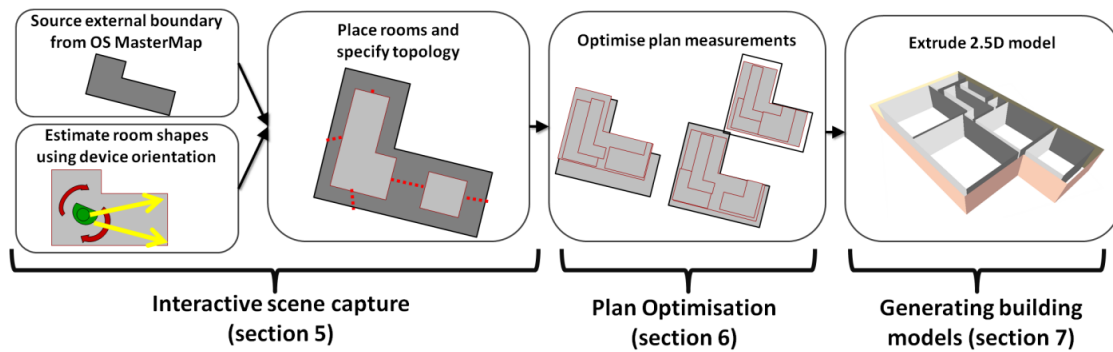 Source external boundary
from OS MasterMap
Estimate room shapes
using device orientation
Place rooms and
specify topology
Optimise plan measurements
Extrude 2.5D model
Interactive scene capture
(section 5)
Plan Optimisation
(section 6)
Generating building
models (section 7)